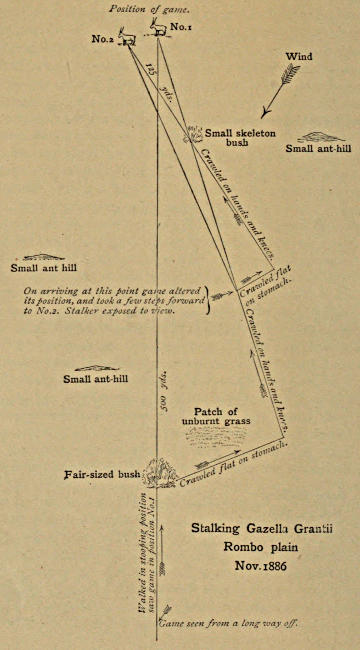 Position of game.
No.1
No.2
125
yds.
Wind
Small skeleton
bush
Small ant-hill
Crawled on hands and knees.
Small ant hill
Crawled flat
on stomach.
On arriving at this point game altered
its position, and took a few steps forward
to No.2. Stalker exposed to view.
Crawled on hands and knees.
Small ant-hill
500 yds.
Patch of
unburnt grass
Fair-sized bush
Crawled flat on stomach.
Walked in stooping position
saw game in position No.1
Stalking Gazella Grantii
Rombo plain
Nov. 1886
Game seen from a long way off.